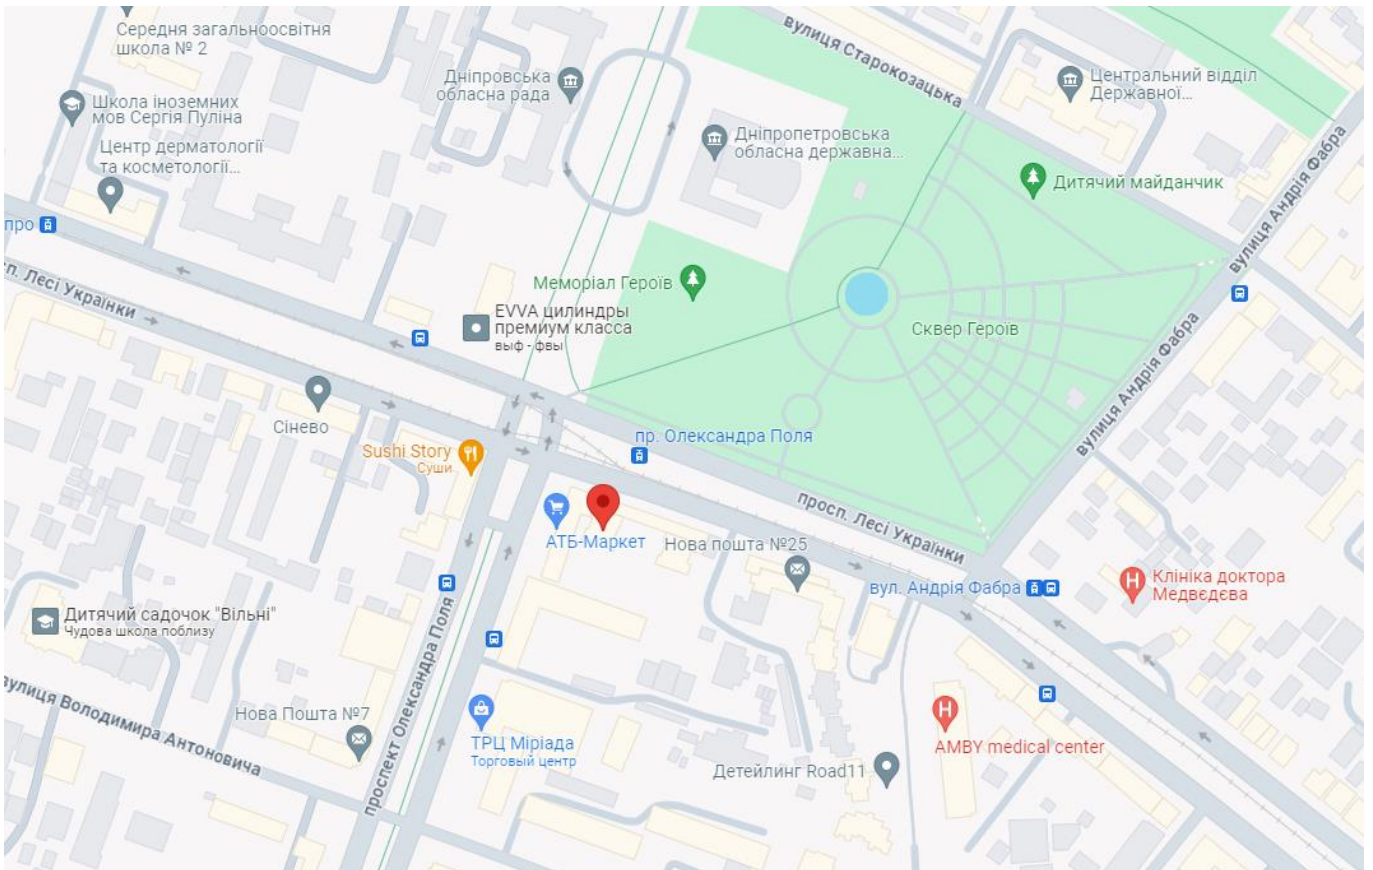 Середня загальноосвітня
школа № 2
вулиця Старокозацька
Дніпровська
обласна рада
Центральний відділ
Державної...
Школа іноземних
мов Сергія Пуліна
Дніпропетровська
обласна державна...
Центр дерматології
та косметології...
Дитячий майданчик
вулиця Андрія Фабра
про
просп. Лесі Українки
Меморіал Героїв
EVVA цилиндры
премиум класса
выф - фвы
Сквер Героїв
вулиця Андрія Фабра
Сінево
пр. Олександра Поля
Sushi Story
Суши
просп. Лесі Українки
АТБ-Маркет
Нова пошта №25
вул. Андрія Фабра
Клініка доктора
Медведєва
Дитячий садочок "Вільні"
Чудова школа поблизу
проспект Олександра Поля
вулиця Володимира Антоновича
Нова Пошта №7
ТРЦ Міріада
Торговый центр
AMBY medical center
Детейлинг Road11